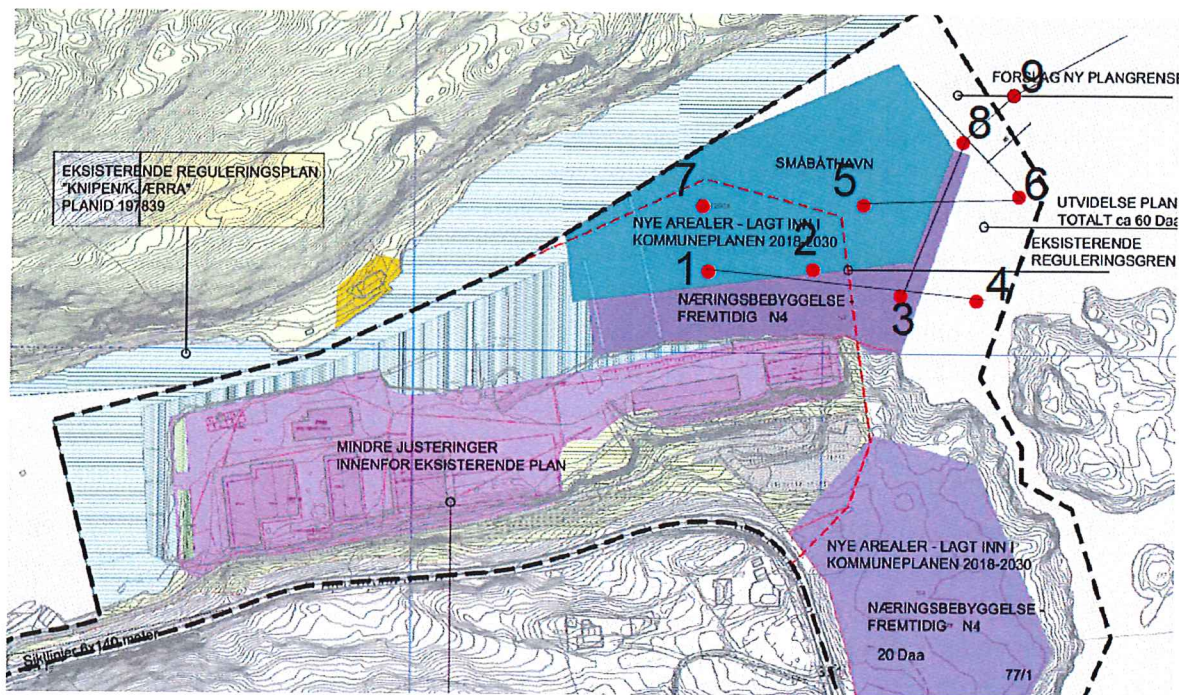 9
FORSLAG NY PLANGRENSE
8
SMÅBÅTHAVN
EKSISTERENDE REGULERINGSPLAN
"KNIPEN/KJÆRRA"
PLANID 197839
7
5
6
UTVIDELSE PLAN
TOTALT ca 60 Daa
NYE AREALER - LAGT INN I
KOMMUNEPLANEN 2018-2030
EKSISTERENDE
REGULERINGSGREN
2
1
4
3
NÆRINGSBEBYGGELSE
FREMTIDIG N4
MINDRE JUSTERINGER
INNENFOR EKSISTERENDE PLAN
NYE AREALER - LAGT INN I
KOMMUNEPLANEN 2018-2030
NÆRINGSBEBYGGELSE -
FREMTIDIG N4
20 Daa
77/1
Siktlinjer 6x140 meter